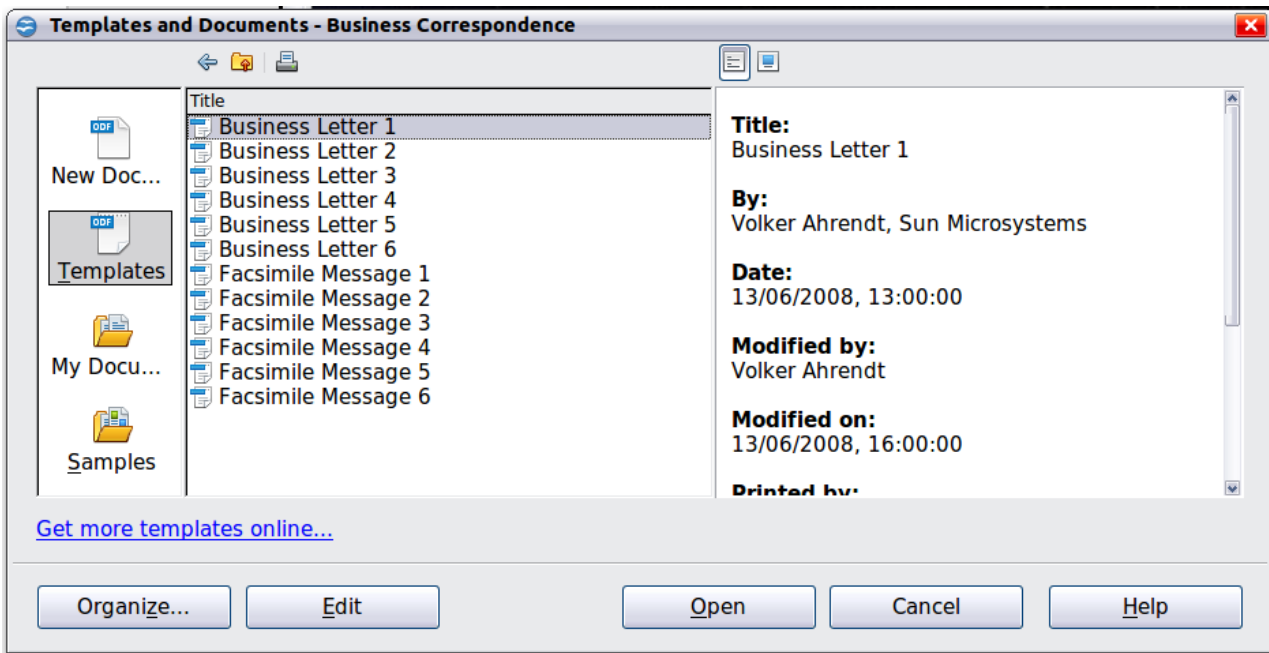 Templates and Documents - Business Correspondence
ODF
New Doc...
ODF
Templates
My Docu...
Samples
Title
Business Letter 1
Business Letter 2
Business Letter 3
Business Letter 4
Business Letter 5
Business Letter 6
Facsimile Message 1
Facsimile Message 2
Facsimile Message 3
Facsimile Message 4
Facsimile Message 5
Facsimile Message 6
Title:
Business Letter 1
By:
Volker Ahrendt, Sun Microsystems
Date:
13/06/2008, 13:00:00
Modified by:
Volker Ahrendt
Modified on:
13/06/2008, 16:00:00
Printed by:
Get more templates online...
Organize...
Edit
Open
Cancel
Help